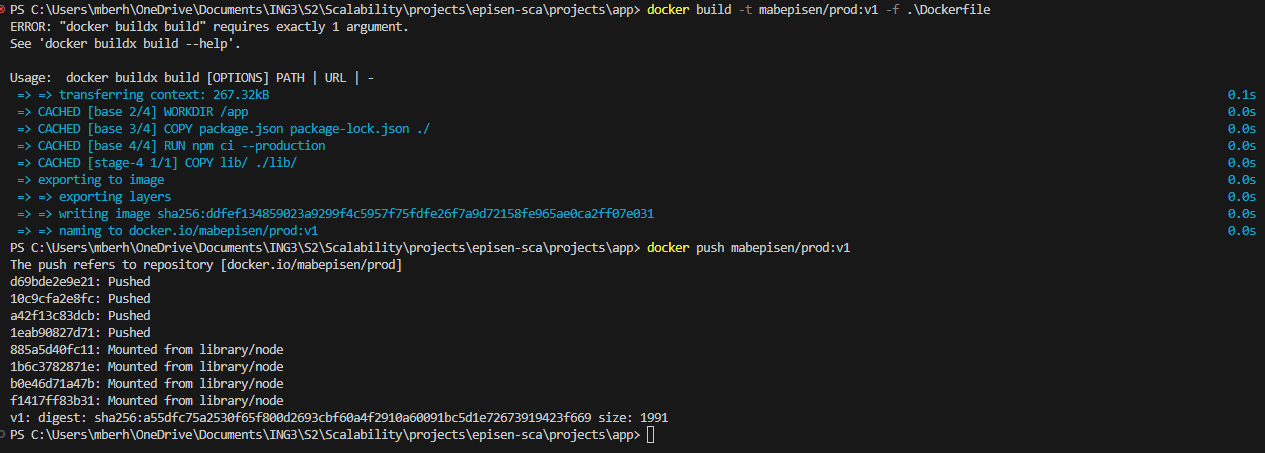 PS C:\Users\mberh\OneDrive\Documents\ING3\S2\Scalability\projects\episen-sca\projects\app> docker build -t mabepisen/prod:v1 -f .\Dockerfile
ERROR: "docker buildx build" requires exactly 1 argument.
See 'docker buildx build --help'.
Usage:  docker buildx build [OPTIONS] PATH | URL | -
=> => transferring context: 267.32kB 0.1s
=> CACHED [base 2/4] WORKDIR /app 0.0s
=> CACHED [base 3/4] COPY package.json package-lock.json ./ 0.0s
=> CACHED [base 4/4] RUN npm ci --production 0.0s
=> CACHED [stage-4 1/1] COPY lib/ ./lib/ 0.0s
=> exporting to image 0.0s
=> => exporting layers 0.0s
=> => writing image sha256:ddfef134859023a9299f4c5957f75fdfe26f7a9d72158fe965ae0ca2ff07e031 0.0s
=> => naming to docker.io/mabepisen/prod:v1 0.0s
PS C:\Users\mberh\OneDrive\Documents\ING3\S2\Scalability\projects\episen-sca\projects\app> docker push mabepisen/prod:v1
The push refers to repository [docker.io/mabepisen/prod]
d69bde2e9e21: Pushed
10c9cfa2e8fc: Pushed
a42f13c83dcb: Pushed
1eab90827d71: Pushed
885a5d40fc11: Mounted from library/node
1b6c3782871e: Mounted from library/node
b0e46d71a47b: Mounted from library/node
f1417ff83b31: Mounted from library/node
v1: digest: sha256:a55dfc75a2530f65f800d2693cbf60a4f2910a60091bc5d1e72673919423f669 size: 1991
PS C:\Users\mberh\OneDrive\Documents\ING3\S2\Scalability\projects\episen-sca\projects\app>